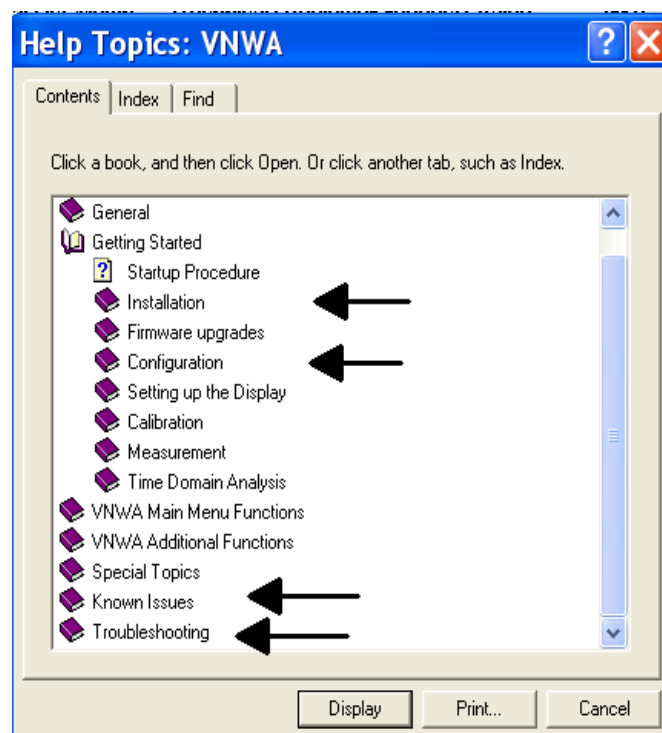 Help Topics: VNWA
Contents Index Find
Click a book, and then click Open. Or click another tab, such as Index.
General
Getting Started
Startup Procedure
Installation
Firmware upgrades
Configuration
Setting up the Display
Calibration
Measurement
Time Domain Analysis
VNWA Main Menu Functions
VNWA Additional Functions
Special Topics
Known Issues
Troubleshooting
Display Print... Cancel